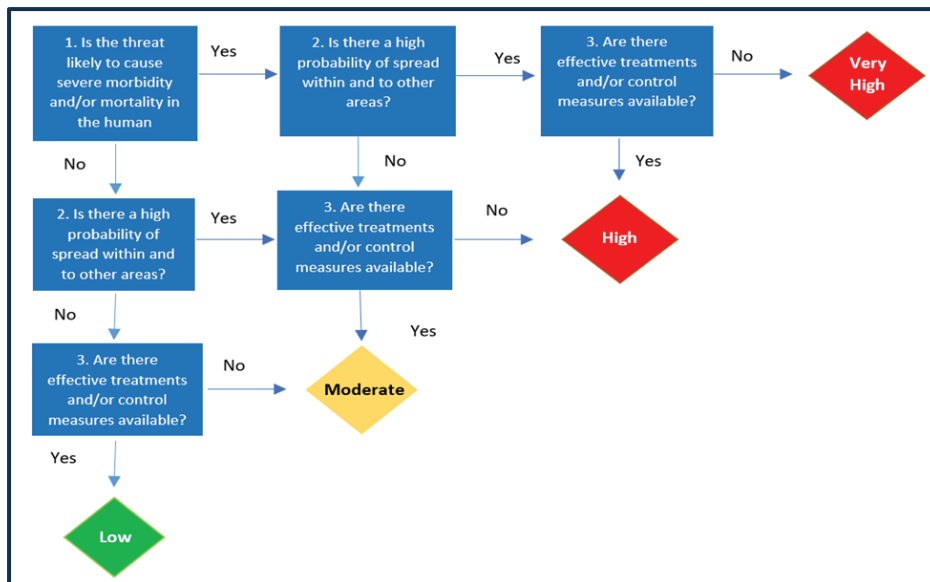 1. Is the threat
likely to cause
severe morbidity
and/or mortality in
the human
Yes
2. Is there a high
probability of spread
within and to other
areas?
Yes
3. Are there
effective treatments
and/or control
measures available?
No
Very
High
No
No
Yes
2. Is there a high
probability of
spread within and
to other areas?
Yes
3. Are there
effective treatments
and/or control
measures available?
No
High
No
Yes
3. Are there
effective treatments
and/or control
measures available?
No
Moderate
Yes
Low